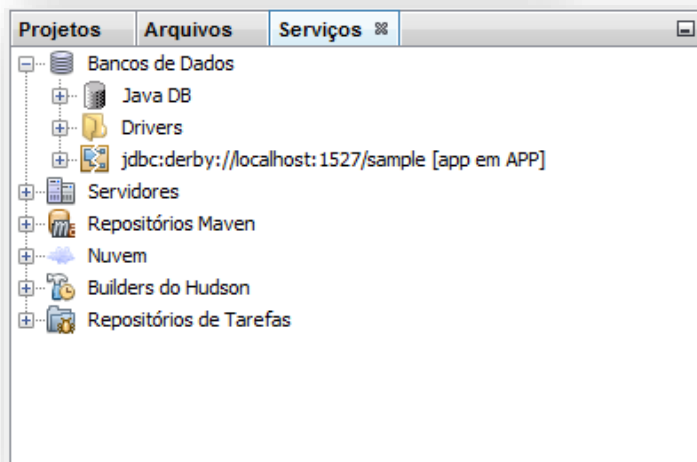 Projetos Arquivos Serviços
Bancos de Dados
Java DB
Drivers
jdbc:derby://localhost:1527/sample [app em APP]
Servidores
Repositórios Maven
Nuvem
Builders do Hudson
Repositórios de Tarefas